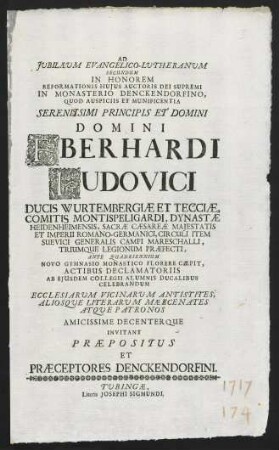 AD
JUBILÆUM EVANGELICO-LUTHERANUM
SECUNDUM
IN HONOREM
REFORMATIONIS HUJUS AUCTORIS DEI SUPREMI
IN MONASTERIO DENCKENDORFINO,
QUOD AUSPICIIS ET MUNIFICENTIA
SERENISSIMI PRINCIPIS ET DOMINI
DOMINI
EBERHARDI
LUDOVICI
DUCIS WURTEMBERGIÆ ET TECCIÆ,
COMITIS MONTISPELIGARDI, DYNASTÆ
HEIDENHEIMENSIS, SACRÆ CÆSAREÆ MAJESTATIS
ET IMPERII ROMANO-GERMANICI, CIRCULI ITEM
SUEVICI GENERALIS CAMPI MARESCHALLI,
TRIUMQUE LEGIONUM PRÆFECTI,
ANTE QUADRIENNIUM
NOVO GYMNASIO MONASTICO FLORERE CŒPIT,
ACTIBUS DECLAMATORIIS
AB EJUSDEM COLLEGII ALUMNIS DUCALIBUS
CELEBRANDUM
ECCLESIARUM VICINARUM ANTISTITES,
ALIOSQUE LITERARUM MÆCENATES
ATQUE PATRONOS
AMICISSIME DECENTERQUE
INVITANT
PRÆPOSITUS
ET
PRÆCEPTORES DENCKENDORFINI.
TUBINGÆ,
Literis JOSEPHI SIGMUNDI.
1717
174